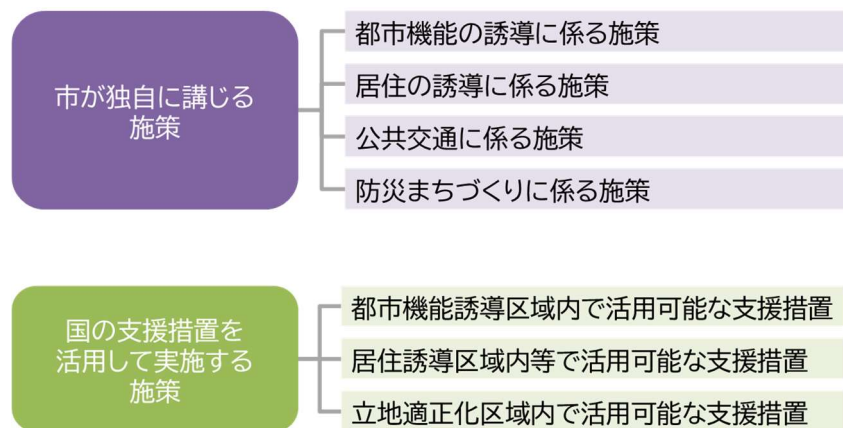 市が独自に講じる
施策
都市機能の誘導に係る施策
居住の誘導に係る施策
公共交通に係る施策
防災まちづくりに係る施策
国の支援措置を
活用して実施する
施策
都市機能誘導区域内で活用可能な支援措置
居住誘導区域内等で活用可能な支援措置
立地適正化区域内で活用可能な支援措置